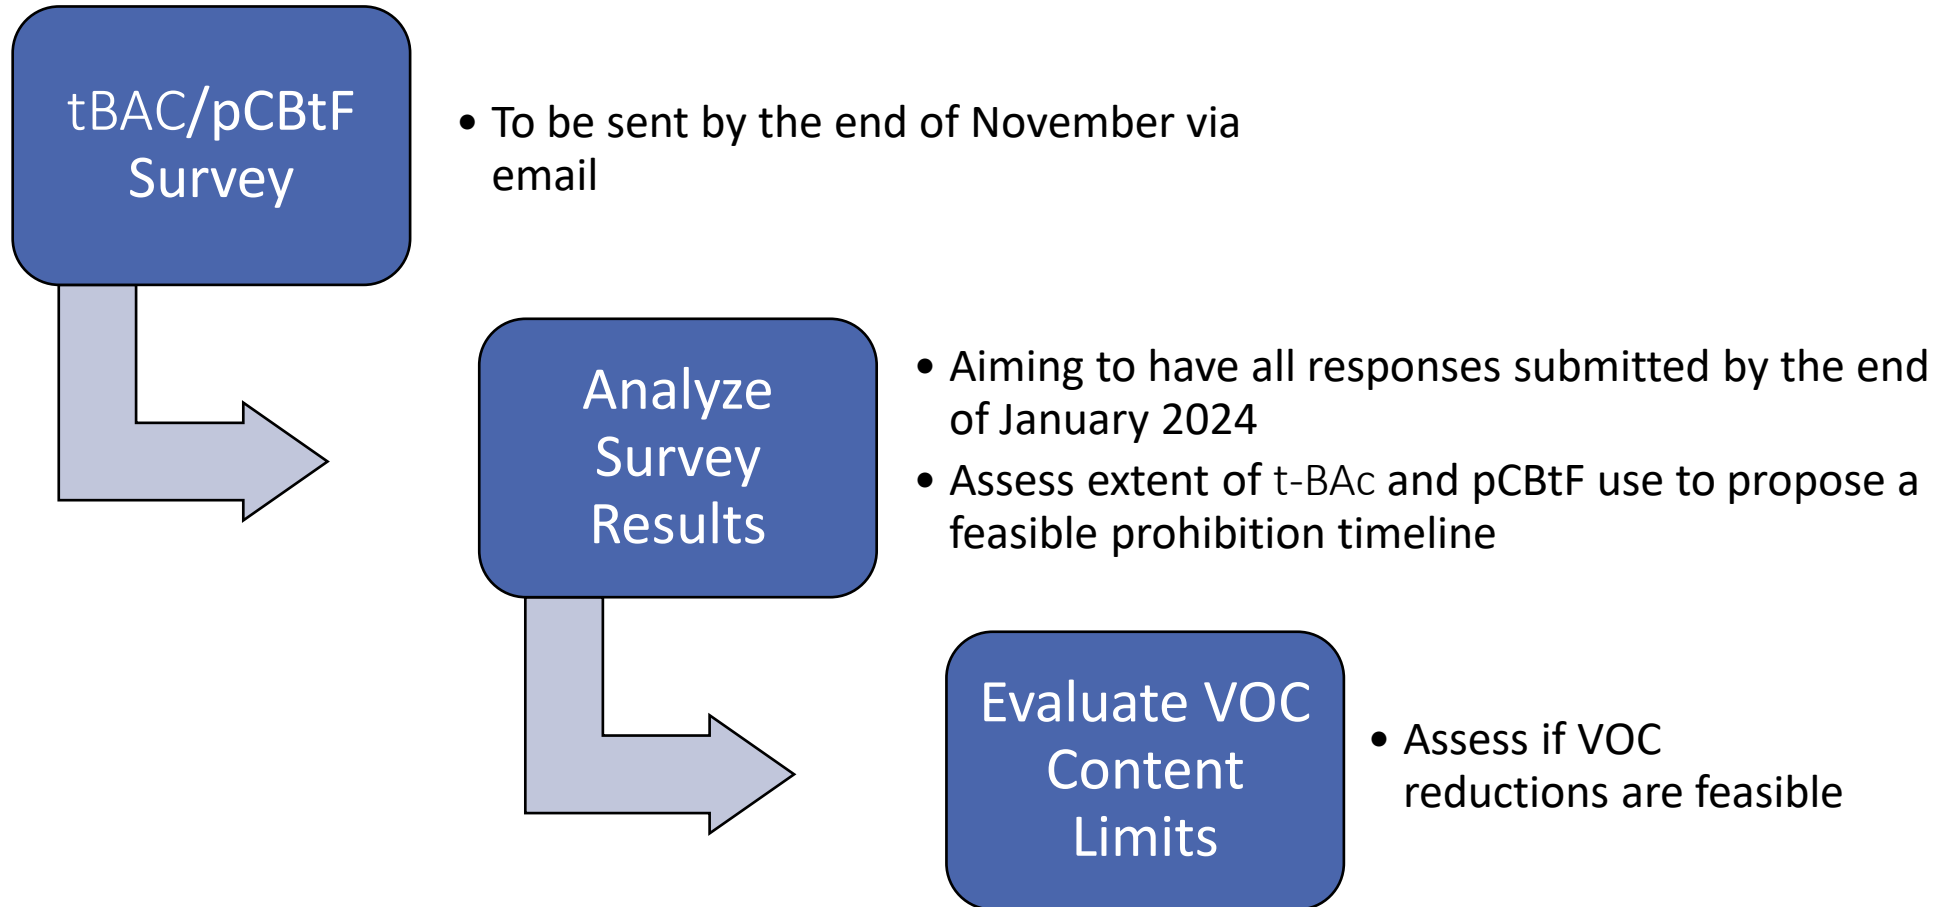 tBAC/pCBtF
Survey
• To be sent by the end of November via
email
Analyze
Survey
Results
• Aiming to have all responses submitted by the end
of January 2024
• Assess extent of t-BAc and pCBtF use to propose a
feasible prohibition timeline
Evaluate VOC
Content
Limits
• Assess if VOC
reductions are feasible